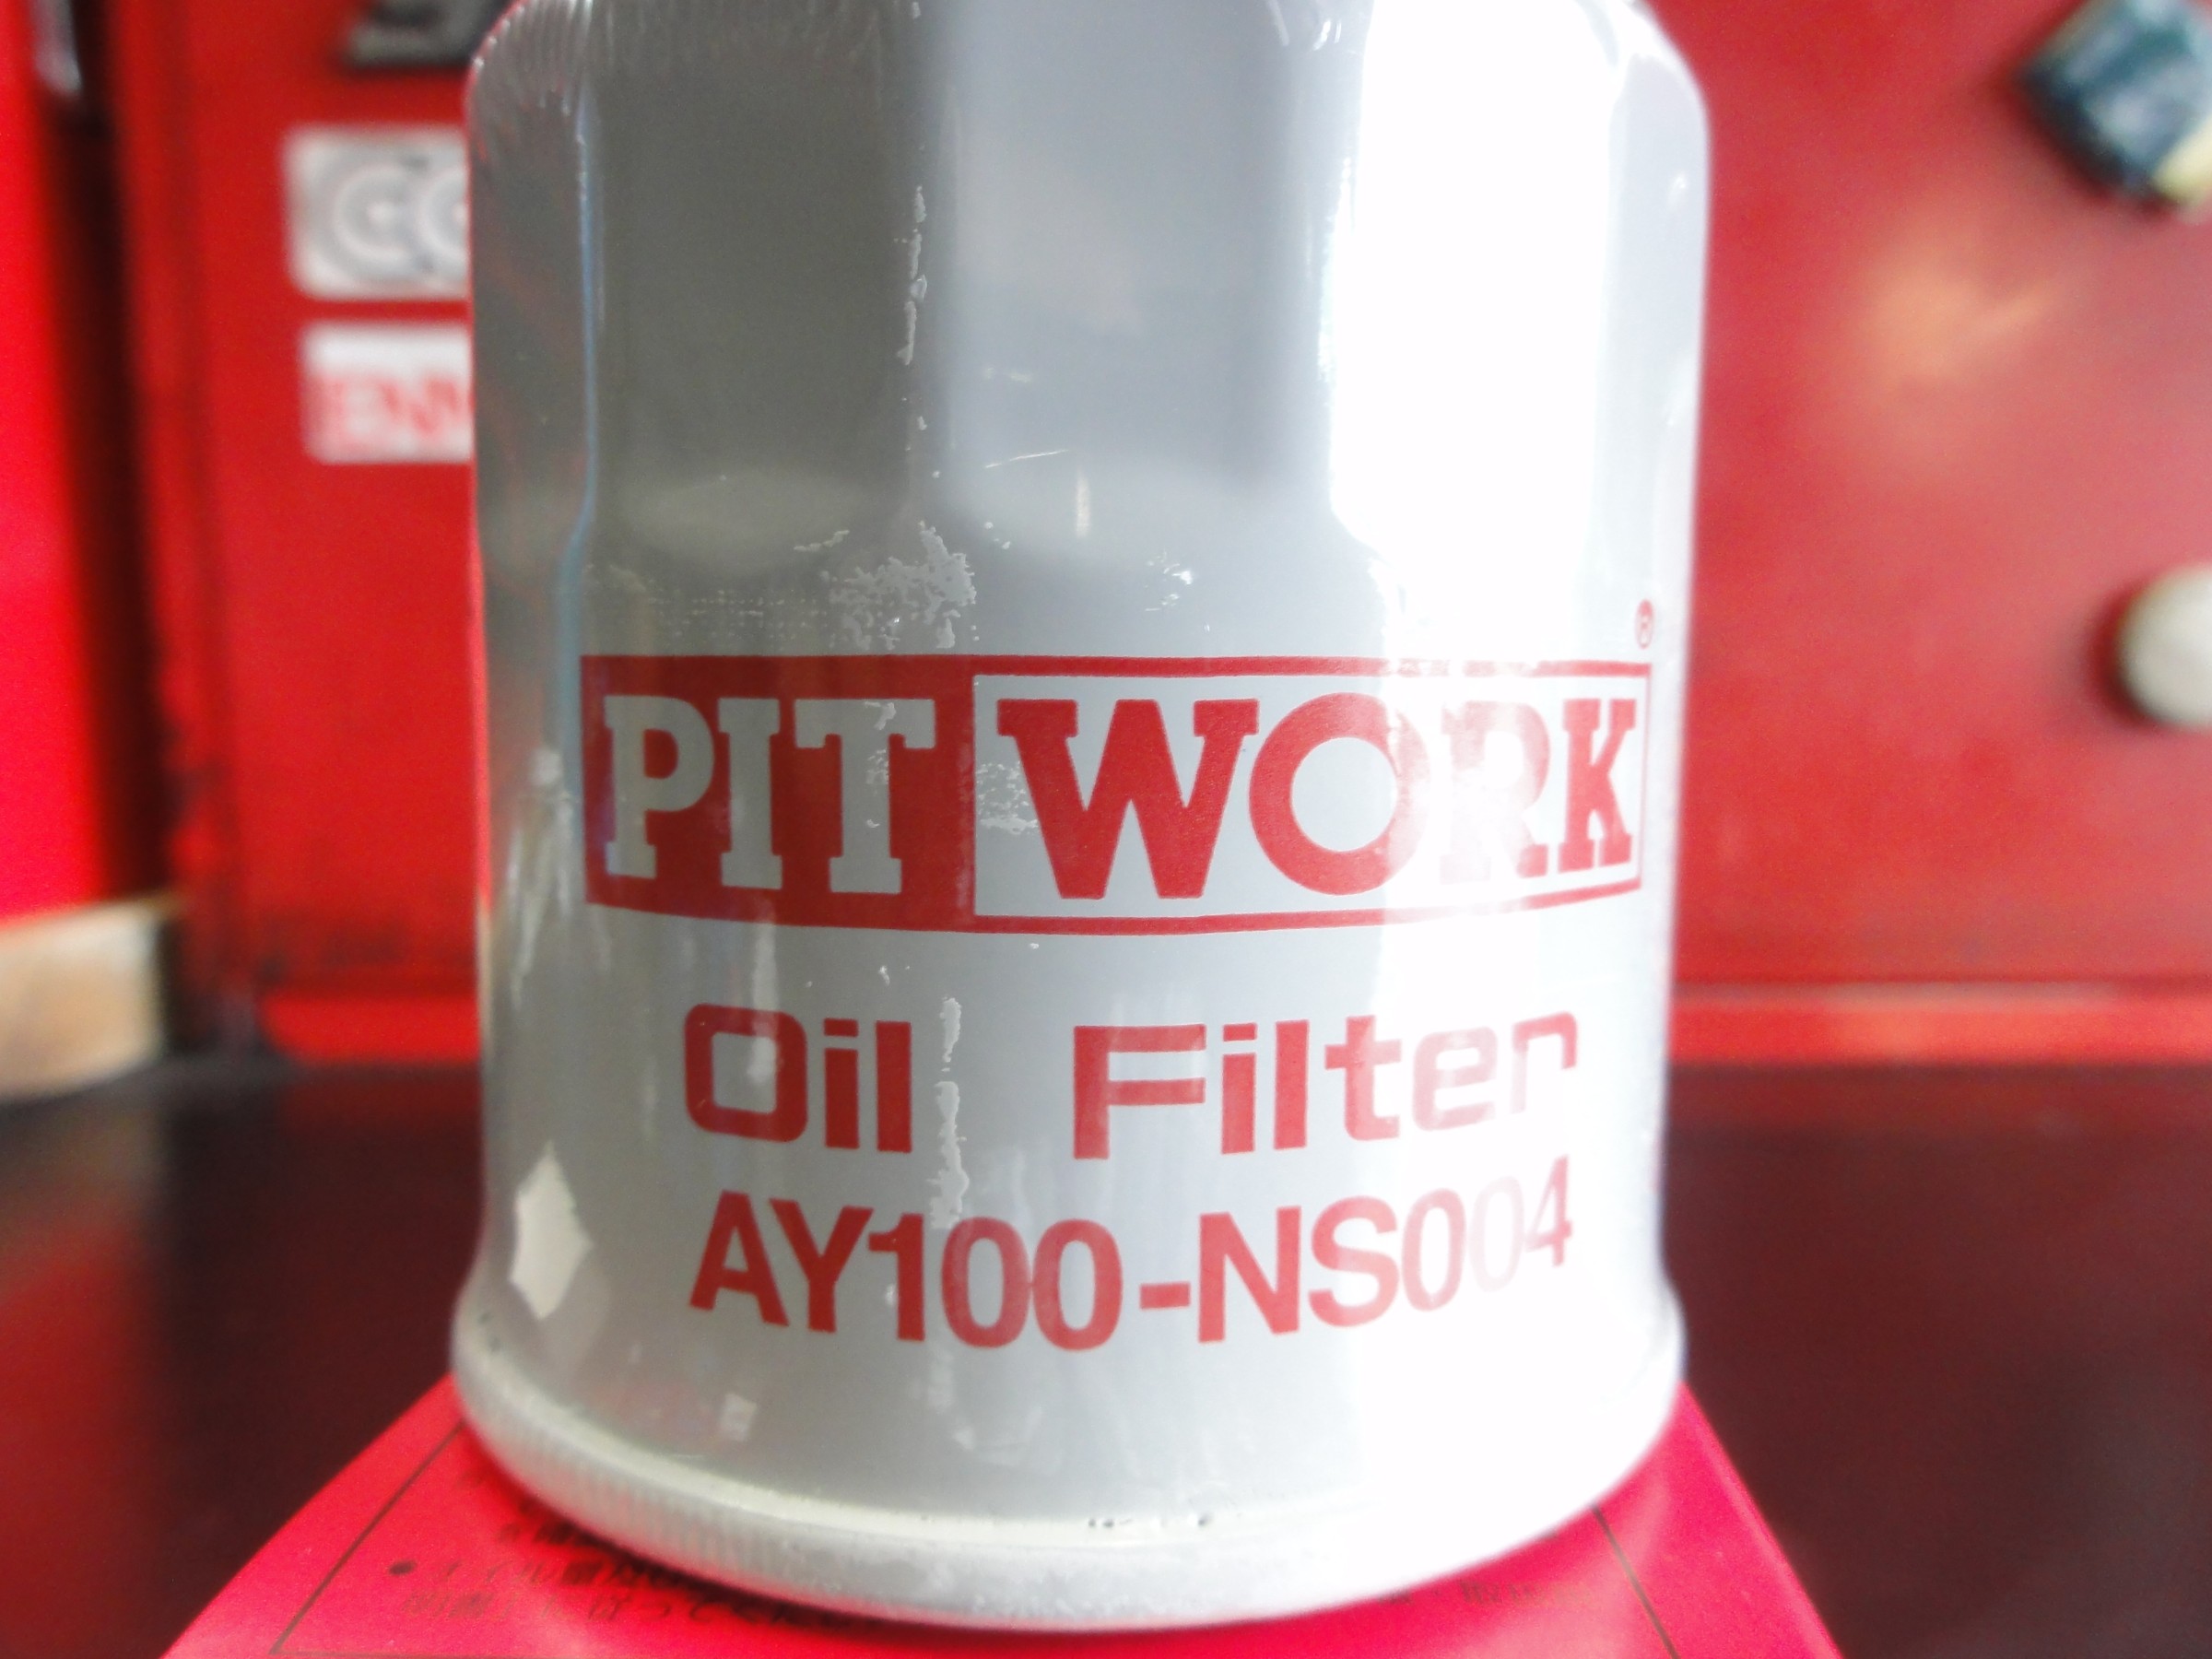 PIT WORK ®
Oil Filter
AY100-NS004